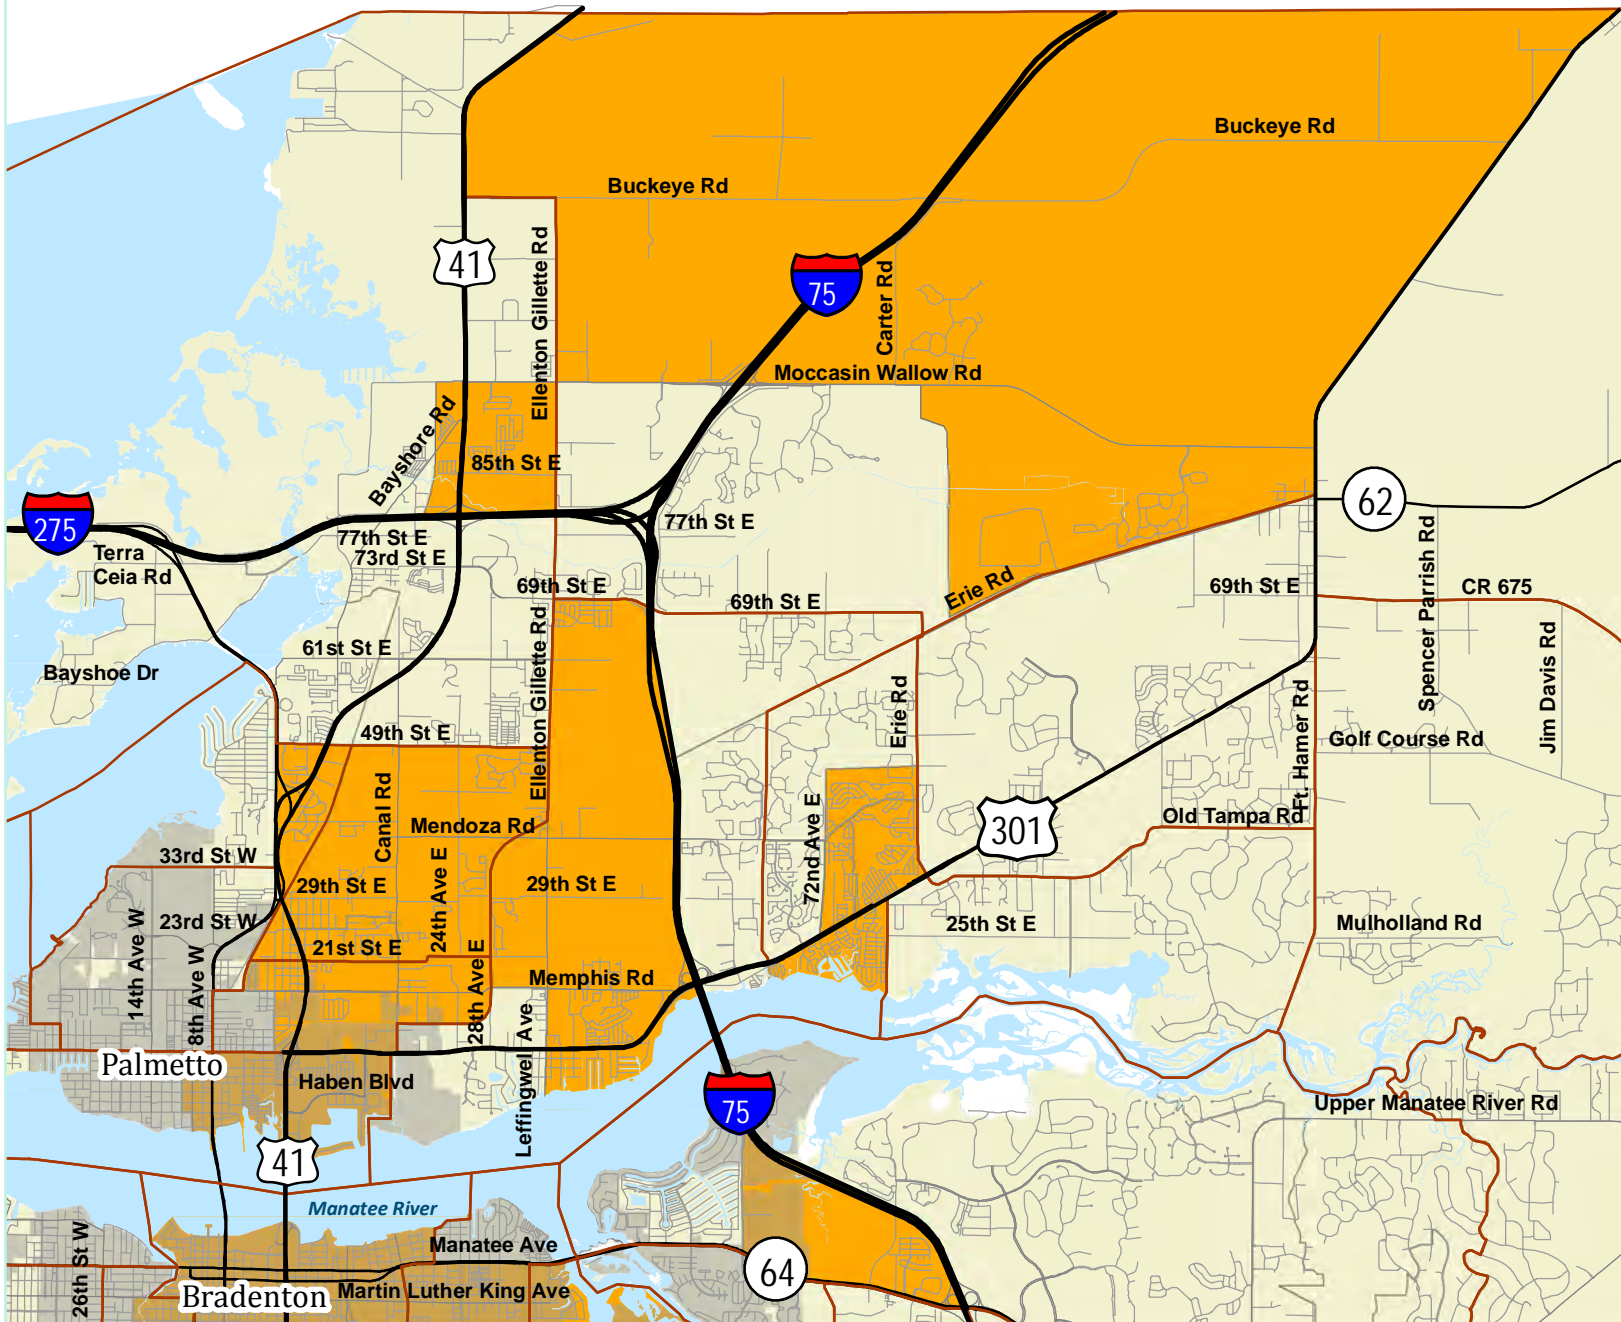 Buckeye Rd
Buckeye Rd
41
Ellenton Gillette Rd
75
Carter Rd
Moccasin Wallow Rd
Bayshore Rd
85th St E
62
275
77th St E
77th St E
73rd St E
Terra
Ceia Rd
69th St E
69th St E
Erie Rd
69th St E
CR 675
Spencer Parrish Rd
61st St E
Bayshoe Dr
Ellenton Gillette Rd
Erie Rd
Ft. Hamer Rd
Jim Davis Rd
49th St E
Golf Course Rd
Canal Rd
Mendoza Rd
301
Old Tampa Rd
33rd St W
29th St E
24th Ave E
29th St E
72nd Ave E
23rd St W
14th Ave W
8th Ave W
21st St E
28th Ave E
25th St E
Mulholland Rd
Memphis Rd
Leffingwel Ave
Palmetto
Haben Blvd
75
Upper Manatee River Rd
41
Manatee River
26th St W
Manatee Ave
64
Bradenton
Martin Luther King Ave